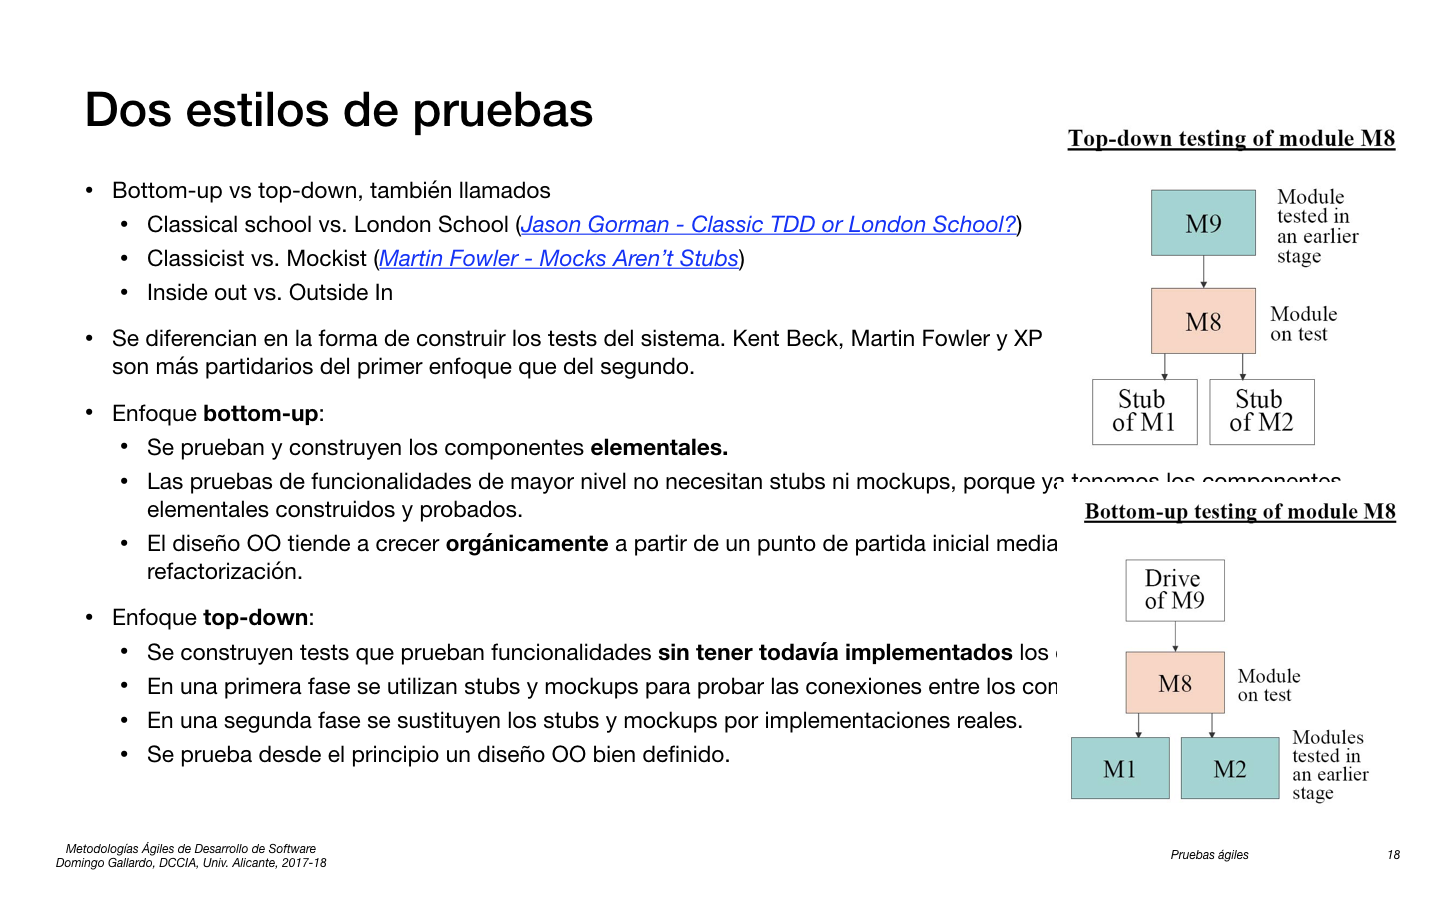 Dos estilos de pruebas
• Bottom-up vs top-down, también llamados
• Classical school vs. London School (Jason Gorman - Classic TDD or London School?)
• Classicist vs. Mockist (Martin Fowler - Mocks Aren’t Stubs)
• Inside out vs. Outside In
• Se diferencian en la forma de construir los tests del sistema. Kent Beck, Martin Fowler y XP
son más partidarios del primer enfoque que del segundo.
• Enfoque bottom-up:
• Se prueban y construyen los componentes elementales.
• Las pruebas de funcionalidades de mayor nivel no necesitan stubs ni mockups, porque ya tenemos los componentes
elementales construidos y probados.
• El diseño OO tiende a crecer orgánicamente a partir de un punto de partida inicial media
refactorización.
• Enfoque top-down:
• Se construyen tests que prueban funcionalidades sin tener todavía implementados los
• En una primera fase se utilizan stubs y mockups para probar las conexiones entre los
• En una segunda fase se sustituyen los stubs y mockups por implementaciones reales.
• Se prueba desde el principio un diseño OO bien definido.
Top-down testing of module M8
M9
Module
tested in
an earlier
stage
M8
Module
on test
Stub
of M1
Stub
of M2
Bottom-up testing of module M8
Drive
of M9
M8
Module
on test
M1
M2
Modules
tested in
an earlier
stage
Metodologías Ágiles de Desarrollo de Software
Domingo Gallardo, DCCIA, Univ. Alicante, 2017-18
Pruebas ágiles
18